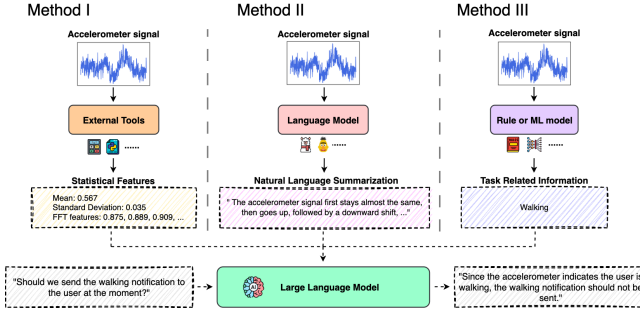 Method I
Method II
Method III
Accelerometer signal
Accelerometer signal
Accelerometer signal
External Tools
Language Model
Rule or ML model
......
......
......
Statistical Features
Natural Language Summarization
Task Related Information
Mean: 0.567
Standard Deviation: 0.035
FFT features: 0.875, 0.889, 0.909, ...
" The accelerometer signal first stays almost the same,
then goes up, followed by a downward shift, ..."
Walking
"Should we send the walking notification to
the user at the moment?"
AI
Large Language Model
"Since the accelerometer indicates the user is
walking, the walking notification should not be
sent."